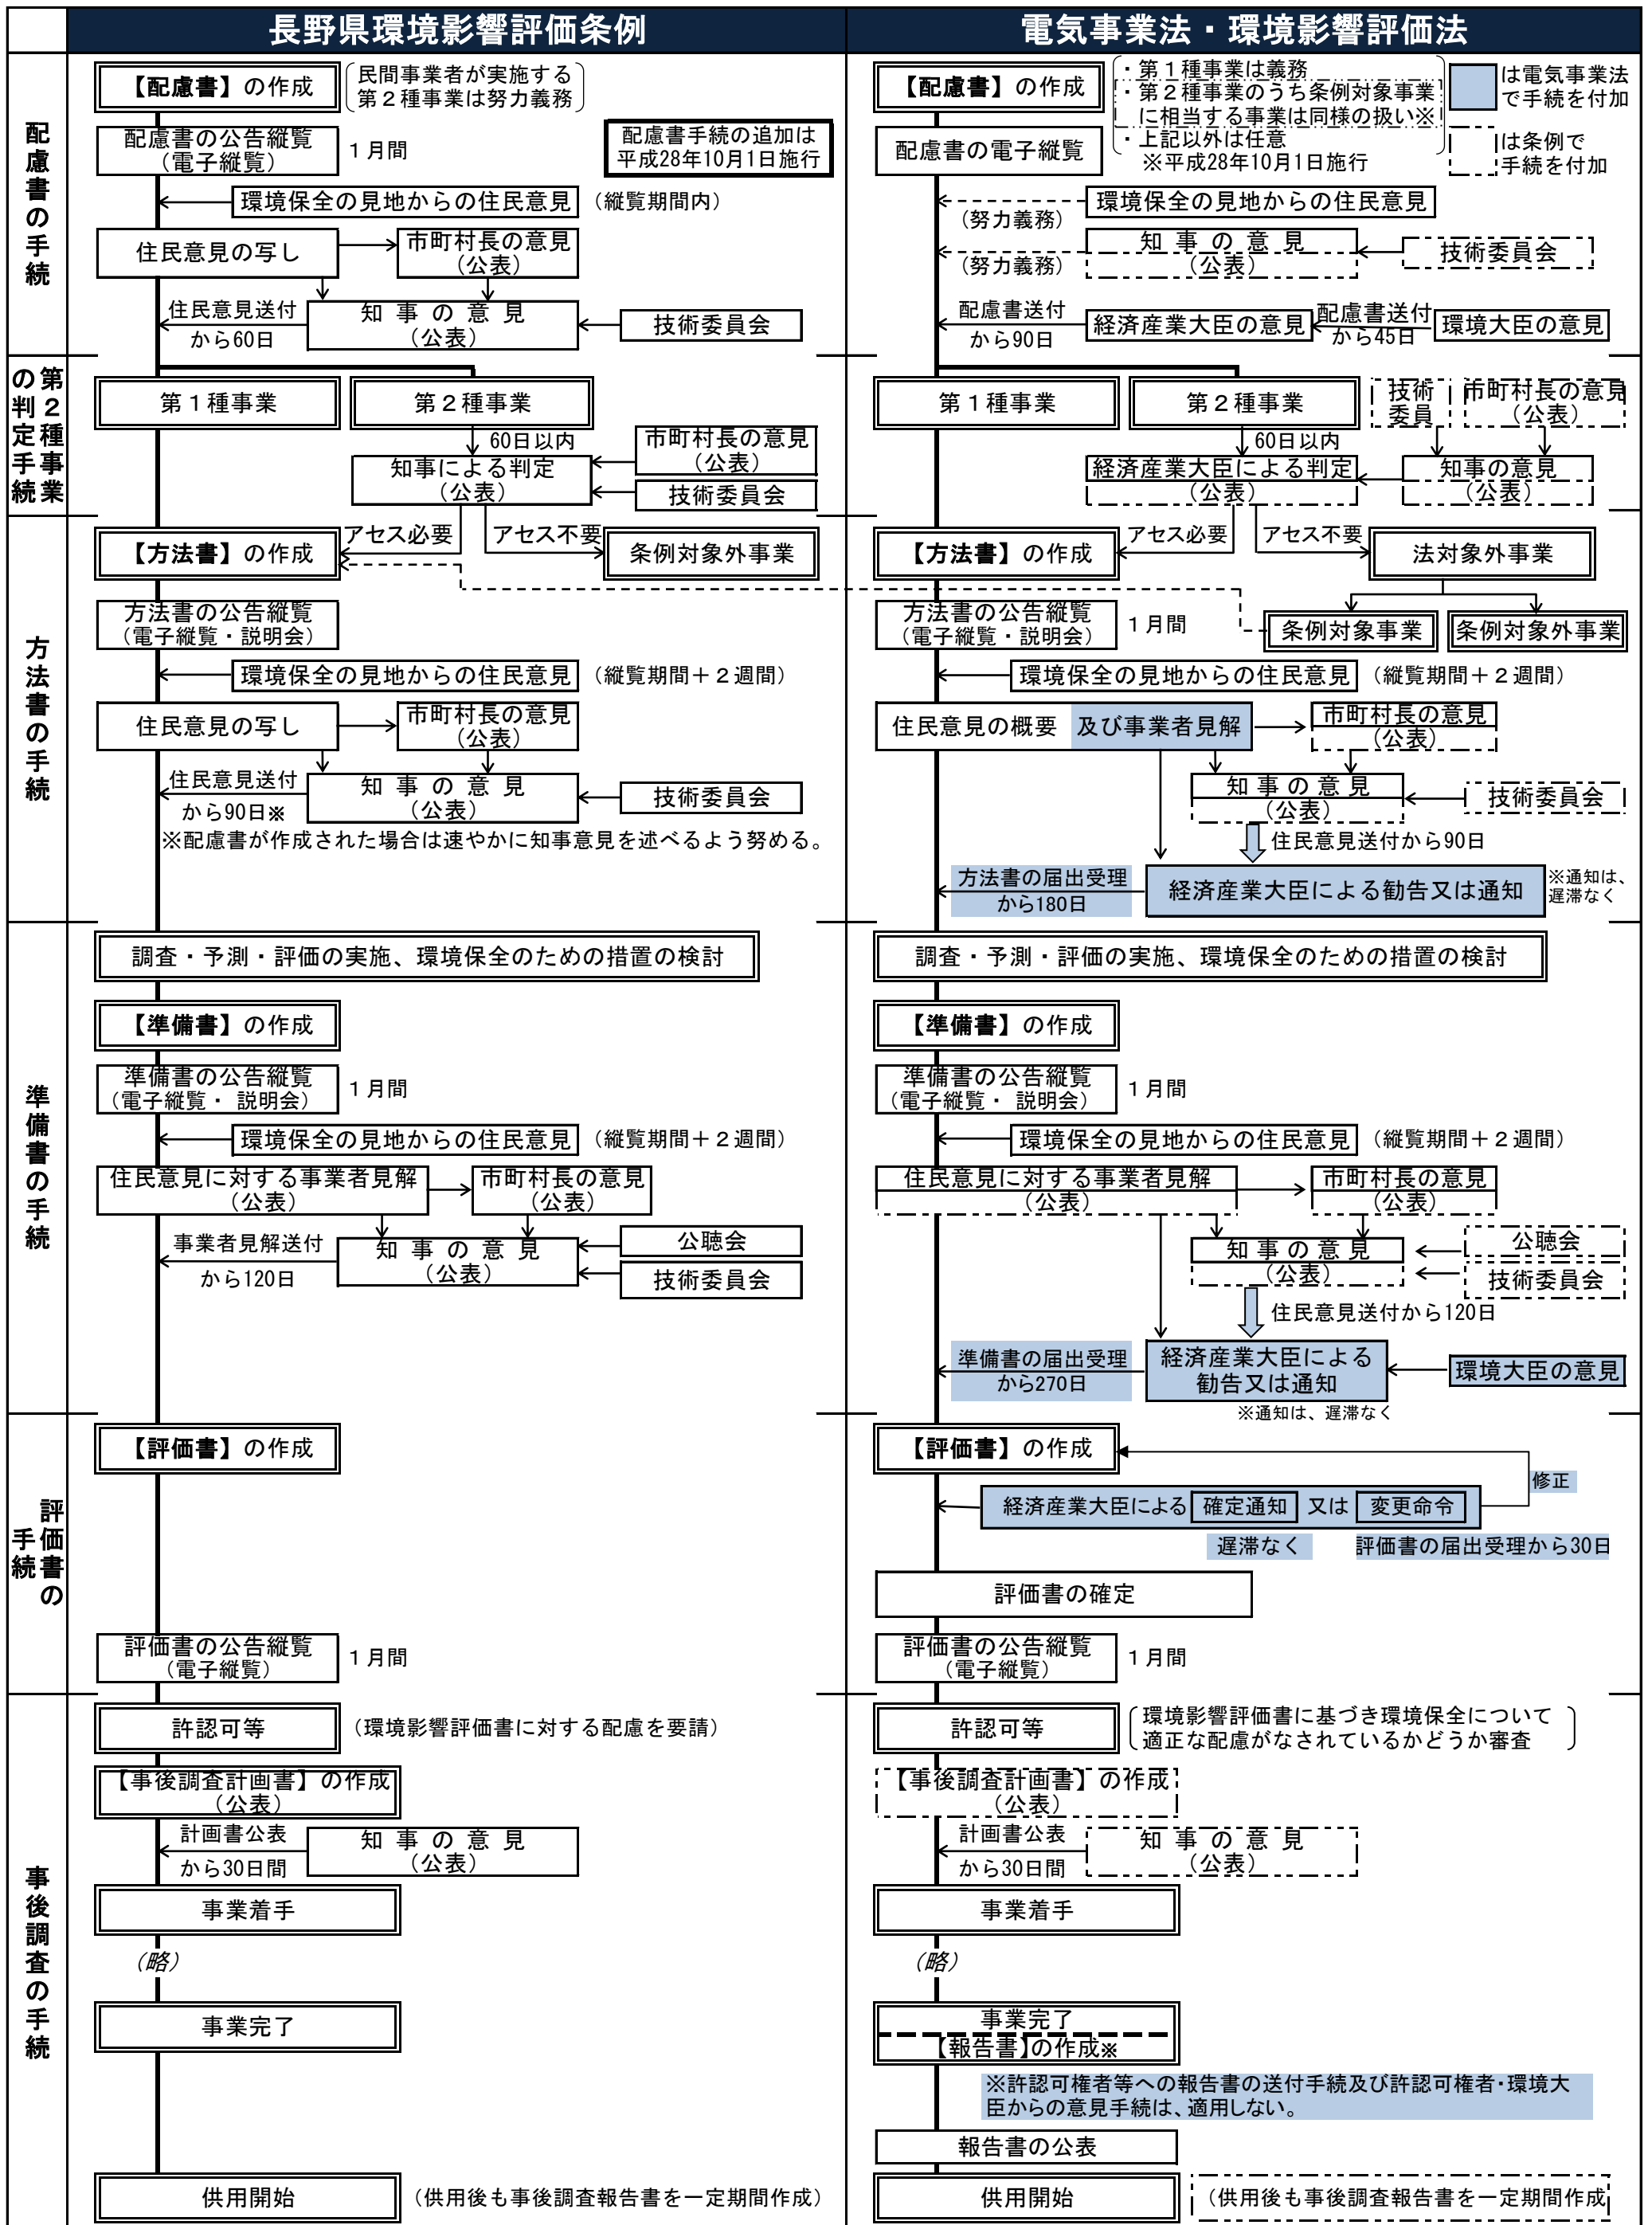 長野県環境影響評価条例
電気事業法・環境影響評価法
配慮書の手続
【配慮書】の作成
民間事業者が実施する
第2種事業は努力義務
配慮書の公告縦覧
(電子縦覧)
1月間
配慮書手続の追加は
平成28年10月1日施行
環境保全の見地からの住民意見
(縦覧期間内)
住民意見の写し
市町村長の意見
(公表)
住民意見送付
から60日
知 事 の 意 見
(公表)
技術委員会
【配慮書】の作成
・第1種事業は義務
・第2種事業のうち条例対象事業
に相当する事業は同様の扱い※
・上記以外は任意
※平成28年10月1日施行
は電気事業法
で手続を付加
は条例で
手続を付加
配慮書の電子縦覧
環境保全の見地からの住民意見
(努力義務)
知 事 の 意 見
(公表)
(努力義務)
技術委員会
配慮書送付
から90日
経済産業大臣の意見
配慮書送付
から45日
環境大臣の意見
第2種事業
の判定手続
第1種事業
第2種事業
60日以内
知事による判定
(公表)
市町村長の意見
(公表)
技術委員会
第1種事業
第2種事業
技術
委員
市町村長の意見
(公表)
60日以内
経済産業大臣による判定
(公表)
知事の意見
(公表)
方法書の手続
【方法書】の作成
アセス必要
アセス不要
条例対象外事業
方法書の公告縦覧
(電子縦覧・説明会)
環境保全の見地からの住民意見
(縦覧期間+2週間)
住民意見の写し
市町村長の意見
(公表)
住民意見送付
から90日※
知 事 の 意 見
(公表)
技術委員会
※配慮書が作成された場合は速やかに知事意見を述べるよう努める。
【方法書】の作成
アセス必要
アセス不要
法対象外事業
方法書の公告縦覧
(電子縦覧・説明会)
1月間
条例対象事業
条例対象外事業
環境保全の見地からの住民意見
(縦覧期間+2週間)
住民意見の概要 及び事業者見解
市町村長の意見
(公表)
知 事 の 意 見
(公表)
技術委員会
住民意見送付から90日
方法書の届出受理
から180日
経済産業大臣による勧告又は通知
※通知は、
遅滞なく
準備書の手続
調査・予測・評価の実施、環境保全のための措置の検討
【準備書】の作成
準備書の公告縦覧
(電子縦覧・ 説明会)
1月間
環境保全の見地からの住民意見
(縦覧期間+2週間)
住民意見に対する事業者見解
(公表)
市町村長の意見
(公表)
事業者見解送付
から120日
知 事 の 意 見
(公表)
公聴会
技術委員会
調査・予測・評価の実施、環境保全のための措置の検討
【準備書】の作成
準備書の公告縦覧
(電子縦覧・ 説明会)
1月間
環境保全の見地からの住民意見
(縦覧期間+2週間)
住民意見に対する事業者見解
(公表)
市町村長の意見
(公表)
知 事 の 意 見
(公表)
公聴会
技術委員会
住民意見送付から120日
準備書の届出受理
から270日
経済産業大臣による
勧告又は通知
環境大臣の意見
※通知は、遅滞なく
評価書の
手続
【評価書】の作成
評価書の公告縦覧
(電子縦覧)
1月間
【評価書】の作成
修正
経済産業大臣による 確定通知 又は 変更命令
遅滞なく
評価書の届出受理から30日
評価書の確定
評価書の公告縦覧
(電子縦覧)
1月間
事後調査の手続
許認可等
(環境影響評価書に対する配慮を要請)
【事後調査計画書】の作成
(公表)
計画書公表
から30日間
知 事 の 意 見
(公表)
事業着手
(略)
事業完了
供用開始
(供用後も事後調査報告書を一定期間作成)
許認可等
環境影響評価書に基づき環境保全について
適正な配慮がなされているかどうか審査
【事後調査計画書】の作成
(公表)
計画書公表
から30日間
知 事 の 意 見
(公表)
事業着手
(略)
事業完了
【報告書】の作成※
※許認可権者等への報告書の送付手続及び許認可権者・環境大
臣からの意見手続は、適用しない。
報告書の公表
供用開始
(供用後も事後調査報告書を一定期間作成